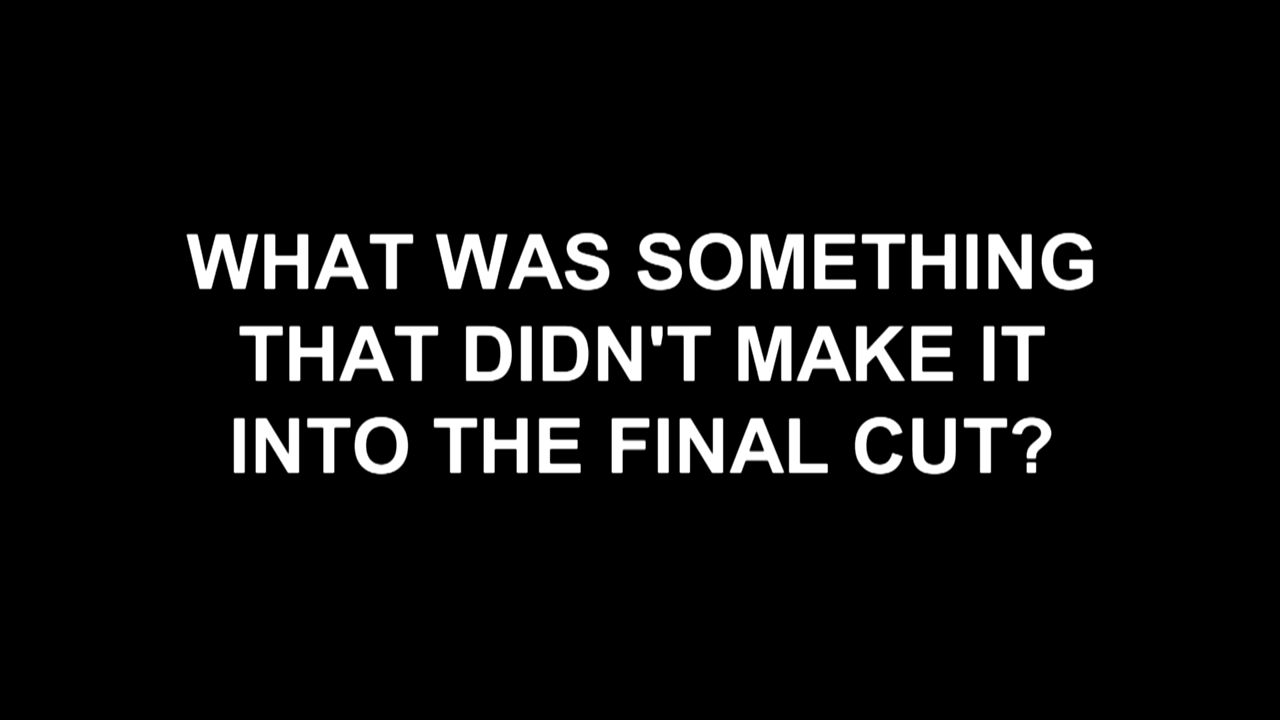 WHAT WAS SOMETHING
THAT DIDN'T MAKE IT
INTO THE FINAL CUT?